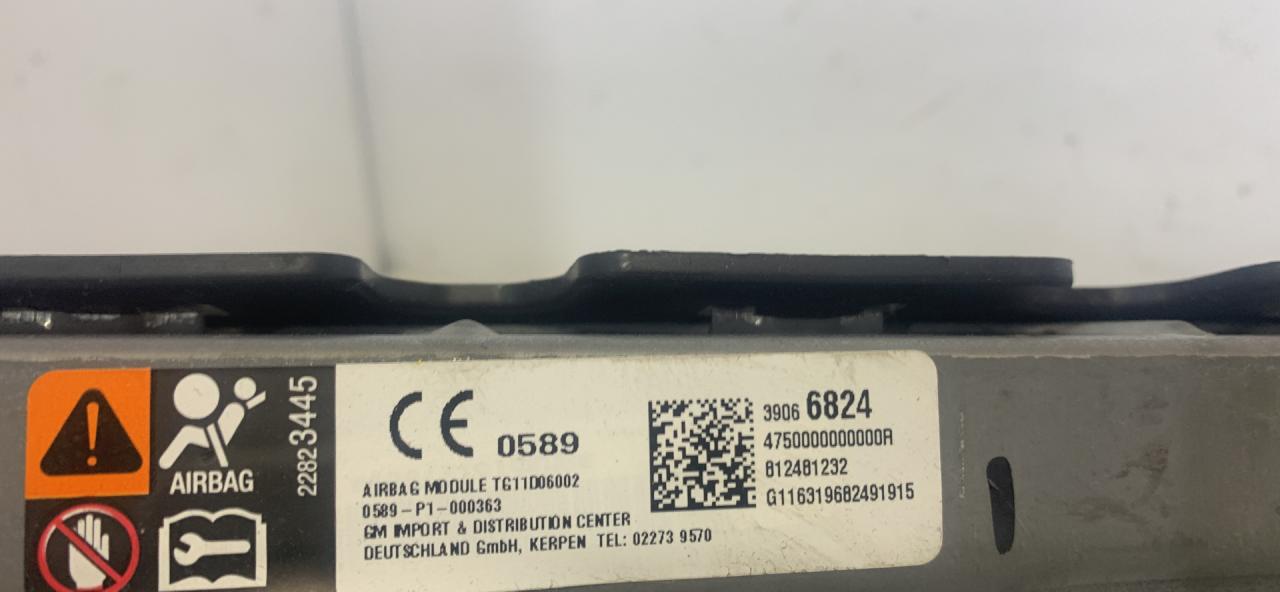 AIRBAG
22823445
CE 0589
AIRBAG MODULE TG11D06002
0589-P1-000363
GM IMPORT & DISTRIBUTION CENTER
DEUTSCHLAND GmbH, KERPEN TEL: 02273 9570
3906 6824
4750000000000R
812481232
G116319682491915